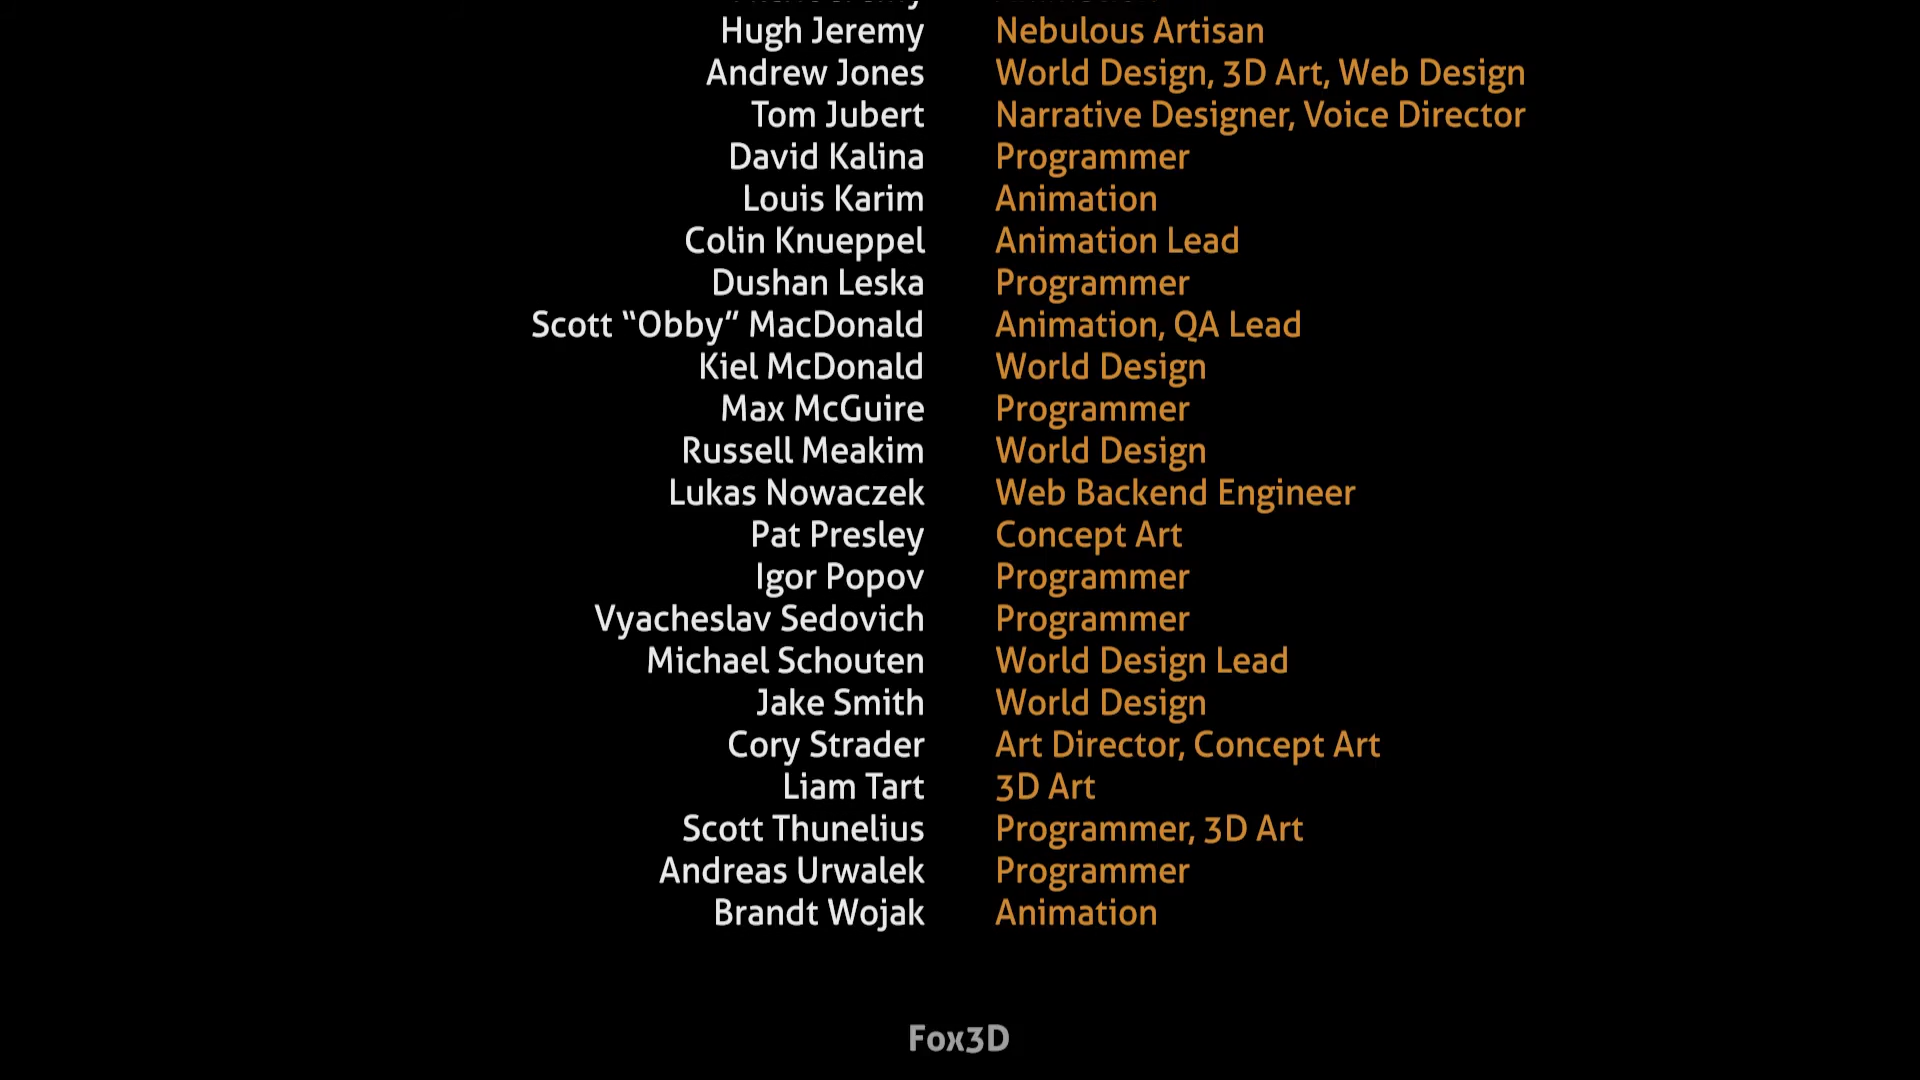 Hugh Jeremy Nebulous Artisan
Andrew Jones World Design, 3D Art, Web Design
Tom Jubert Narrative Designer, Voice Director
David Kalina Programmer
Louis Karim Animation
Colin Knueppel Animation Lead
Dushan Leska Programmer
Scott “Obby” MacDonald Animation, QA Lead
Kiel McDonald World Design
Max McGuire Programmer
Russell Meakim World Design
Lukas Nowaczek Web Backend Engineer
Pat Presley Concept Art
Igor Popov Programmer
Vyacheslav Sedovich Programmer
Michael Schouten World Design Lead
Jake Smith World Design
Cory Strader Art Director, Concept Art
Liam Tart 3D Art
Scott Thunelius Programmer, 3D Art
Andreas Urwalek Programmer
Brandt Wojak Animation
Fox3D